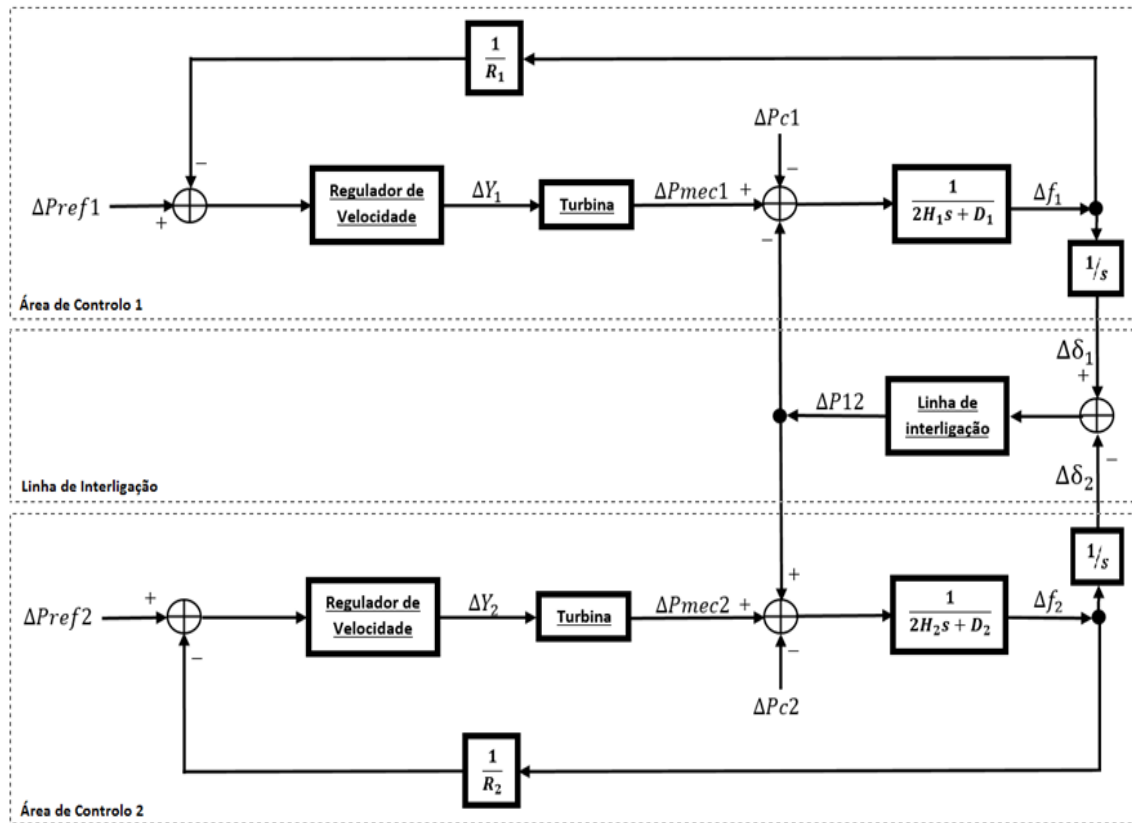 1
R₁
ΔPc1
−
−
ΔPref1
+
Regulador de
Velocidade
ΔY₁
Turbina
ΔPmec1
+
−
1
2H₁s + D₁
Δf₁
1/s
Área de Controlo 1
Δδ₁
+
ΔP12
Linha de
interligação
−
Δδ₂
Linha de Interligação
1/s
ΔPref2
+
−
Regulador de
Velocidade
ΔY₂
Turbina
ΔPmec2
+
+
−
1
2H₂s + D₂
Δf₂
ΔPc2
1
R₂
Área de Controlo 2